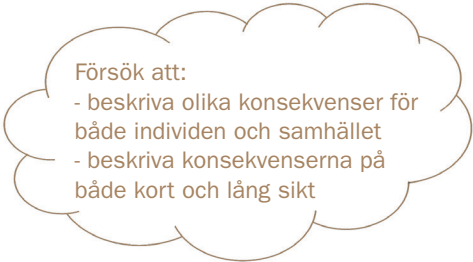 Försök att:
- beskriva olika konsekvenser för
både individen och samhället
- beskriva konsekvenserna på
både kort och lång sikt